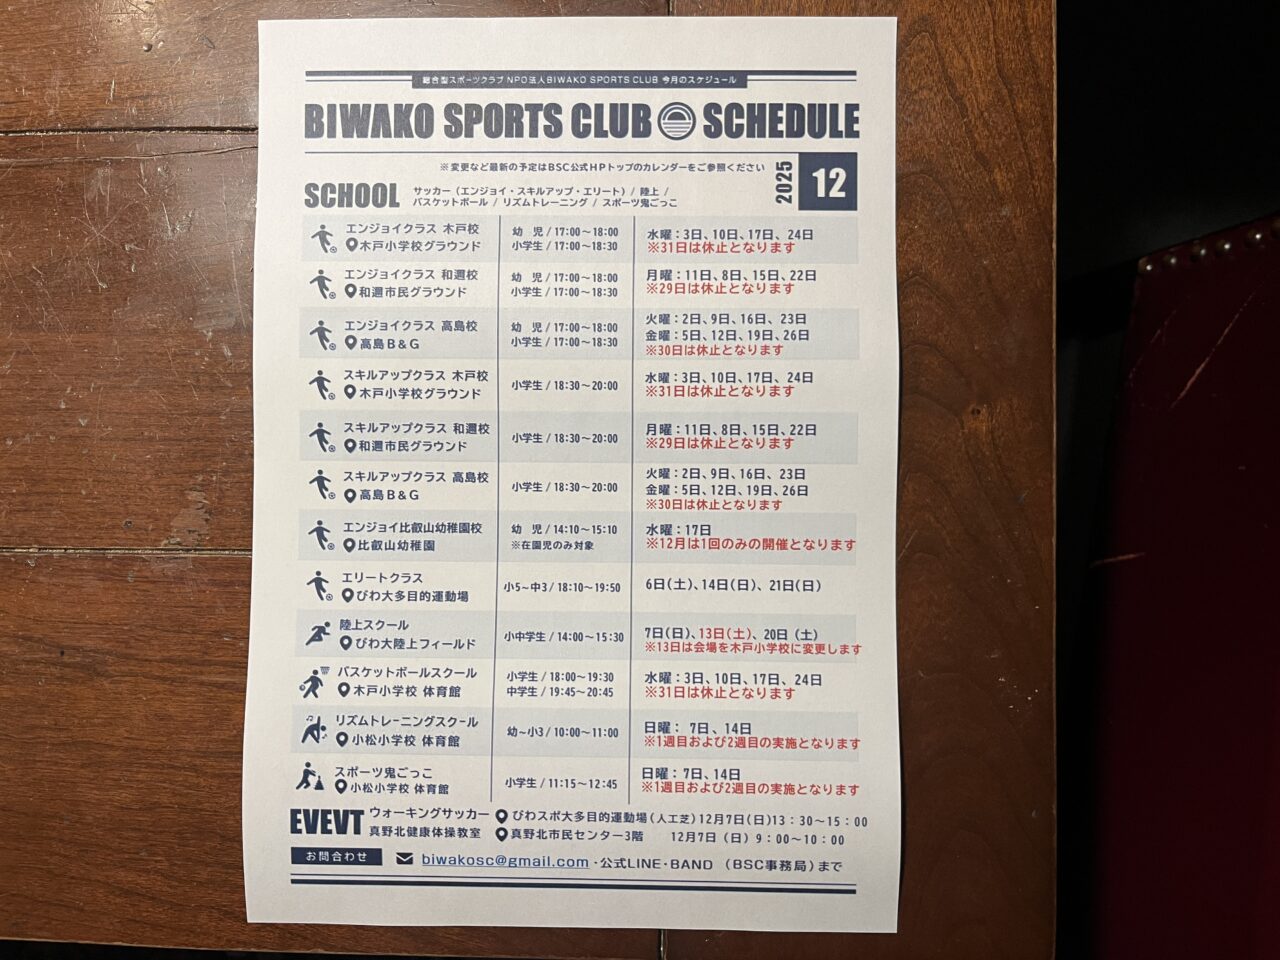 総合型スポーツクラブ NPO法人BIWAKO SPORTS CLUB 今月のスケジュール
BIWAKO SPORTS CLUB SCHEDULE
※変更など最新の予定はBSC公式HPトップのカレンダーをご参照ください
2025 12
SCHOOL サッカー（エンジョイ・スキルアップ・エリート）/ 陸上 /
バスケットボール / リズムトレーニング / スポーツ鬼ごっこ
エンジョイクラス 木戸校
木戸小学校グラウンド
幼 児 / 17:00～18:00
小学生 / 17:00～18:30
水曜：3日、10日、17日、24日
※31日は休止となります
エンジョイクラス 和邇校
和邇市民グラウンド
幼 児 / 17:00～18:00
小学生 / 17:00～18:30
月曜：11日、8日、15日、22日
※29日は休止となります
エンジョイクラス 高島校
高島B＆G
幼 児 / 17:00～18:00
小学生 / 17:00～18:30
火曜：2日、9日、16日、23日
金曜：5日、12日、19日、26日
※30日は休止となります
スキルアップクラス 木戸校
木戸小学校グラウンド
小学生 / 18:30～20:00
水曜：3日、10日、17日、24日
※31日は休止となります
スキルアップクラス 和邇校
和邇市民グラウンド
小学生 / 18:30～20:00
月曜：11日、8日、15日、22日
※29日は休止となります
スキルアップクラス 高島校
高島B＆G
小学生 / 18:30～20:00
火曜：2日、9日、16日、23日
金曜：5日、12日、19日、26日
※30日は休止となります
エンジョイ比叡山幼稚園校
比叡山幼稚園
幼 児 / 14:10～15:10
※在園児のみ対象
水曜：17日
※12月は1回のみの開催となります
エリートクラス
びわ大多目的運動場
小5～中3 / 18:10～19:50
6日(土)、14日(日)、21日(日)
陸上スクール
びわ大陸上フィールド
小中学生 / 14:00～15:30
7日(日)、13日(土)、20日（土）
※13日は会場を木戸小学校に変更します
バスケットボールスクール
木戸小学校 体育館
小学生 / 18:00～19:30
中学生 / 19:45～20:45
水曜：3日、10日、17日、24日
※31日は休止となります
リズムトレーニングスクール
小松小学校 体育館
幼～小3 / 10:00～11:00
日曜： 7日、14日
※1週目および2週目の実施となります
スポーツ鬼ごっこ
小松小学校 体育館
小学生 / 11:15～12:45
日曜：7日、14日
※1週目および2週目の実施となります
EVEVT ウォーキングサッカー びわスポ大多目的運動場（人工芝）12月7日(日)13：30～15：00
真野北健康体操教室 真野北市民センター3階 12月7日（日）9：00～10：00
お問合わせ biwakosc@gmail.com・公式LINE・BAND （BSC事務局）まで